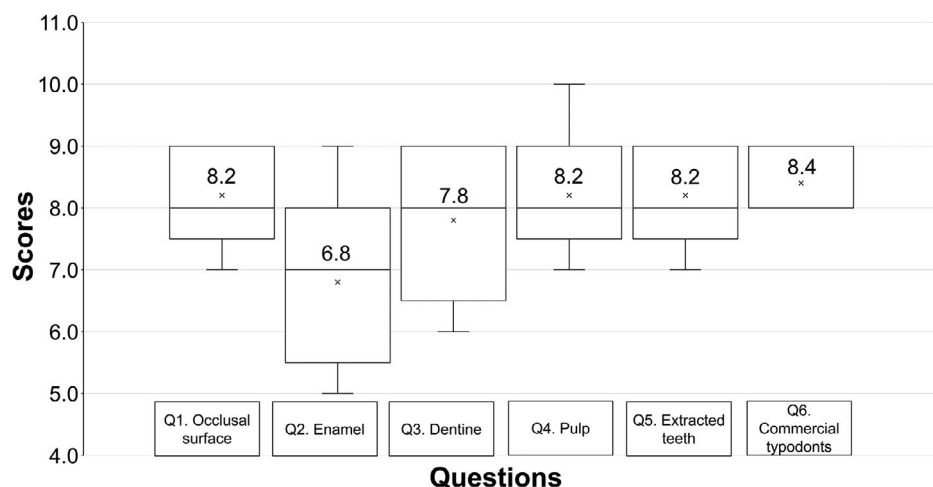 11.0
10.0
9.0
8.0
7.0
6.0
5.0
4.0
Scores
8.2
6.8
7.8
8.2
8.2
8.4
Q1. Occlusal
surface
Q2. Enamel
Q3. Dentine
Q4. Pulp
Q5. Extracted
teeth
Q6.
Commercial
typodonts
Questions